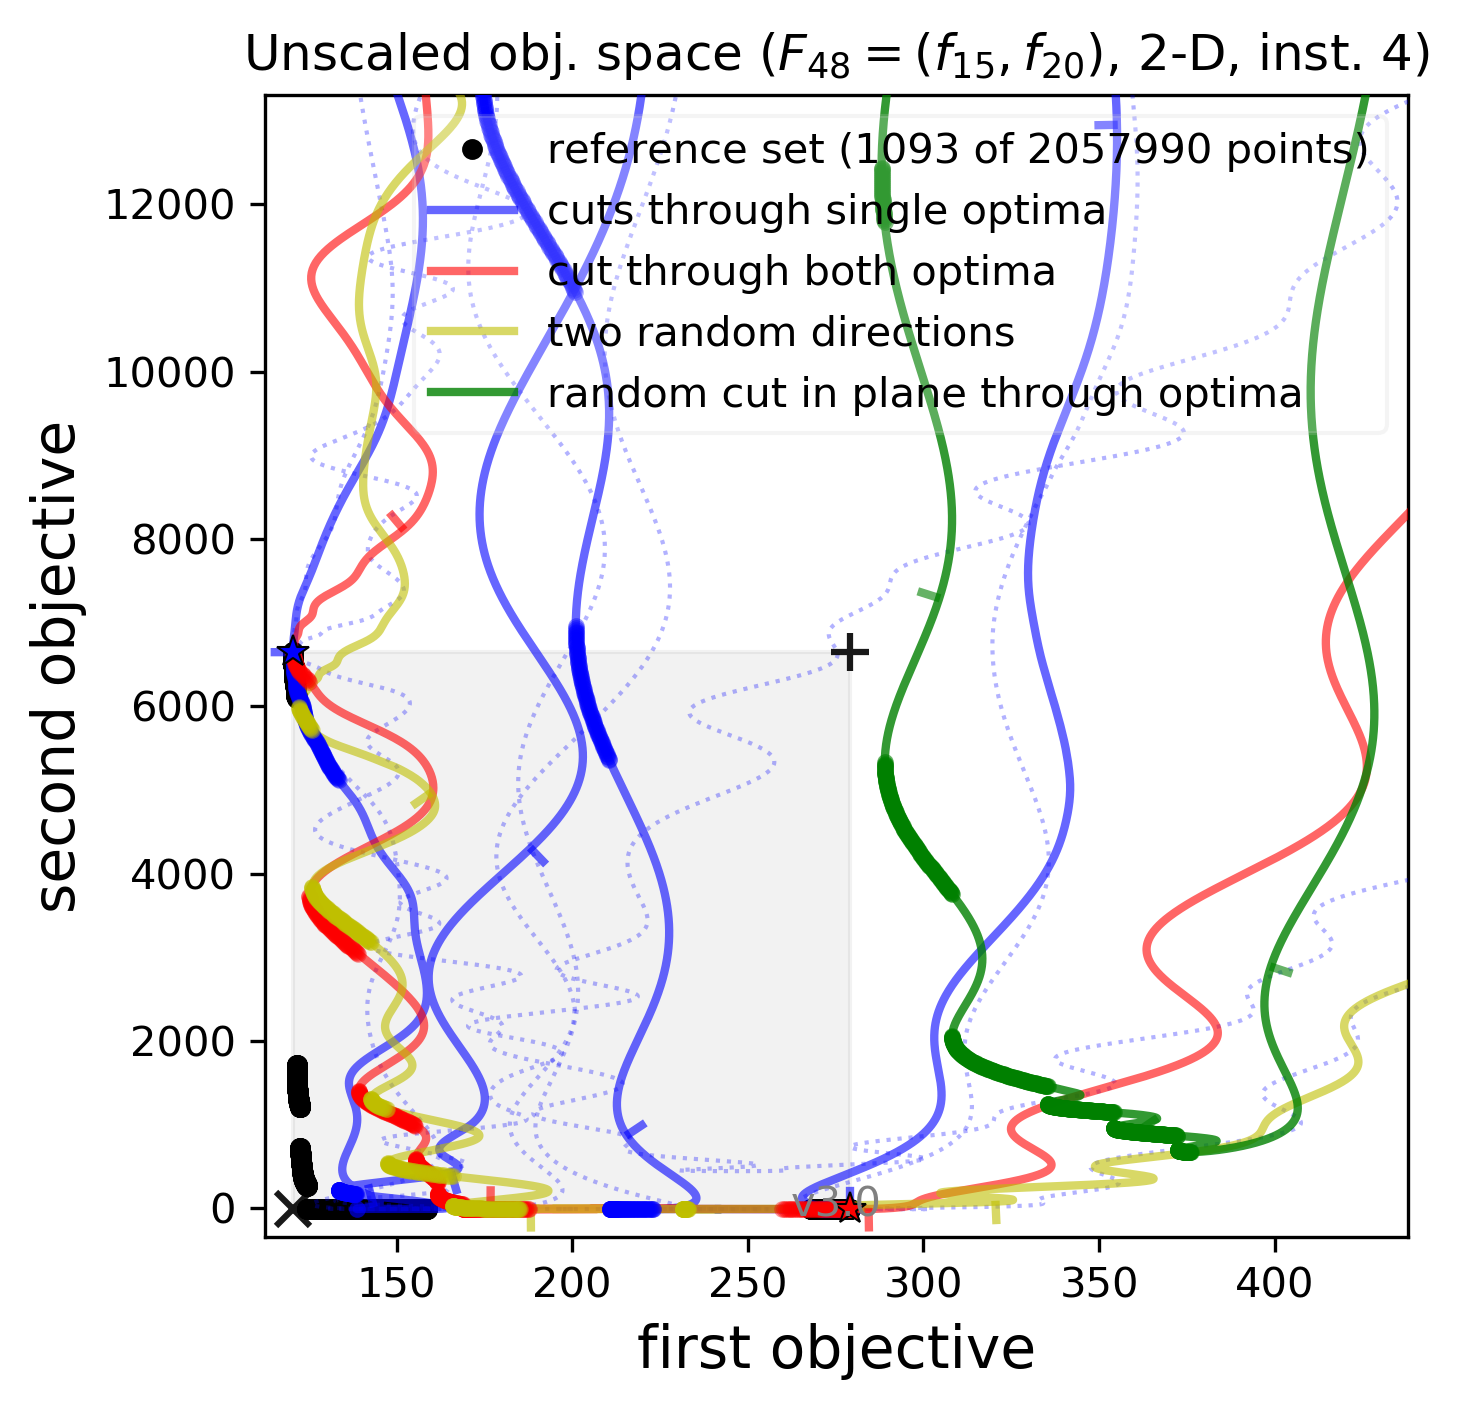 Unscaled obj. space (F48 = (f15, f20), 2-D, inst. 4)
reference set (1093 of 2057990 points)
cuts through single optima
cut through both optima
two random directions
random cut in plane through optima
12000
10000
8000
6000
4000
2000
0
second objective
v3.0
150
200
250
300
350
400
first objective